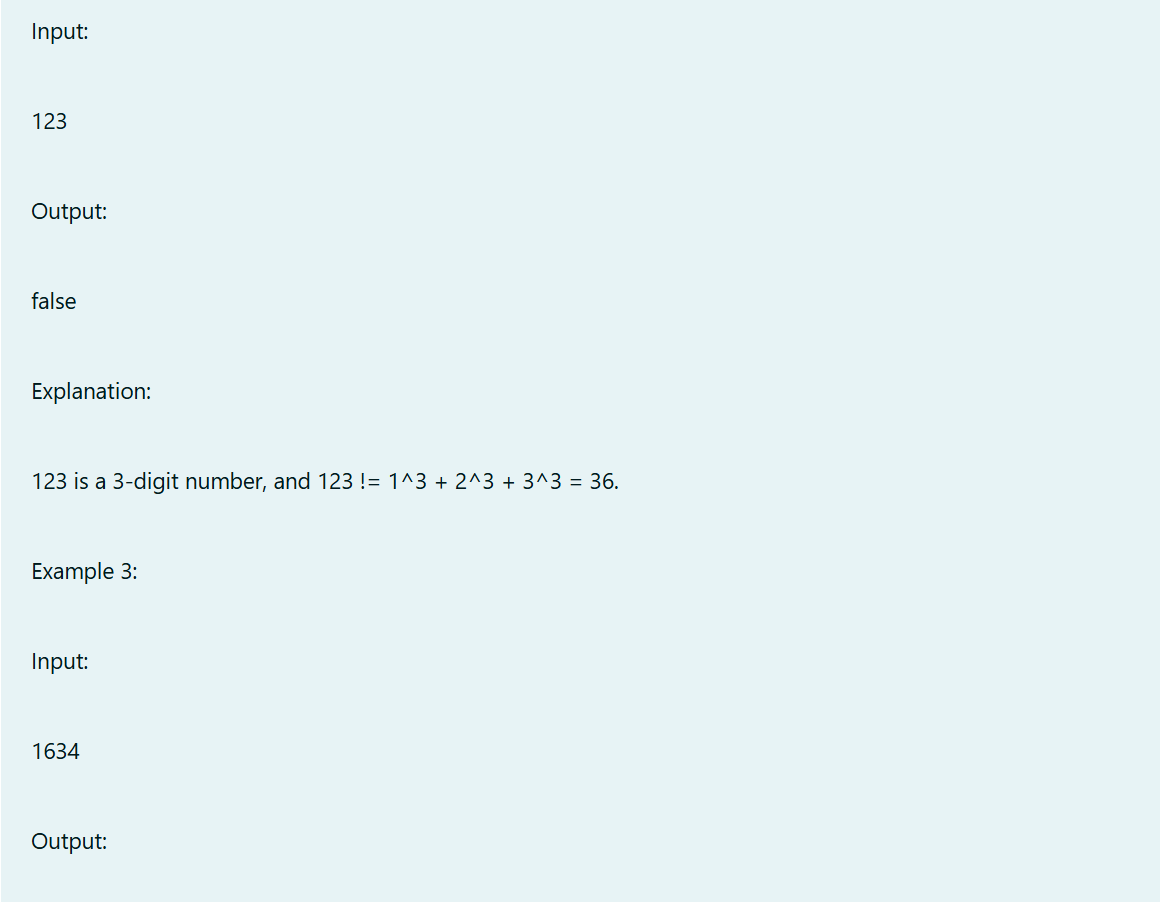 Input:
123
Output:
false
Explanation:
123 is a 3-digit number, and 123 != 1^3 + 2^3 + 3^3 = 36.
Example 3:
Input:
1634
Output: